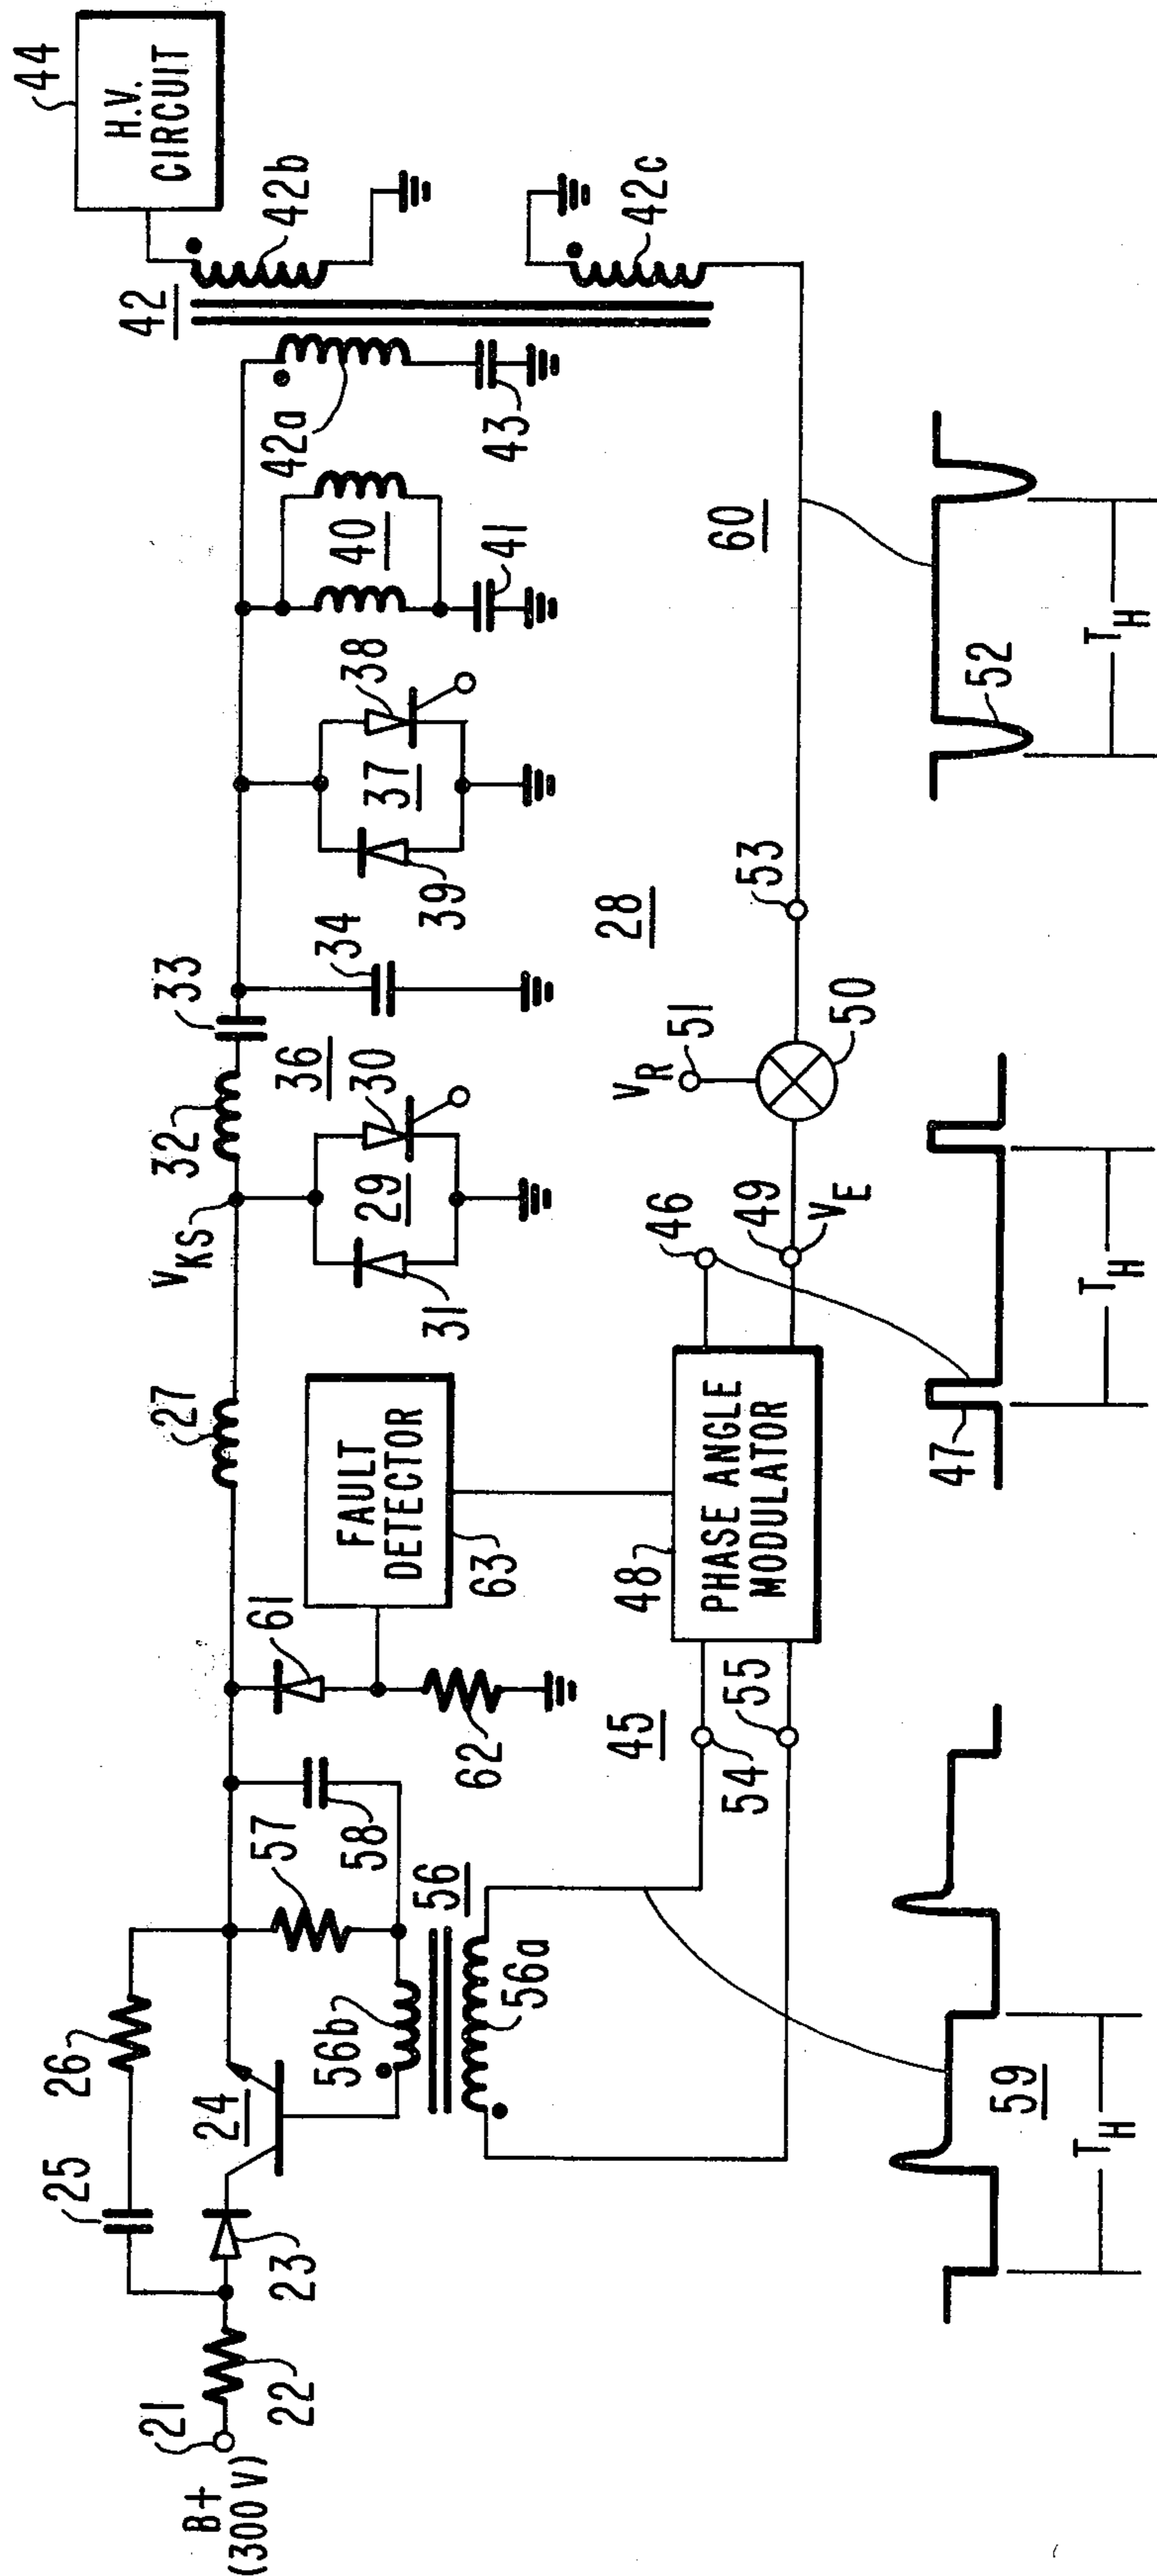 B+
(300 V)
21
22
23
24
25
26
27
V_KS
32
33
34
36
29
30
31
37
38
39
40
41
42
42a
42b
42c
43
H.V.
CIRCUIT
44
56
56a
56b
57
58
61
62
FAULT
DETECTOR
63
28
45
54
55
PHASE ANGLE
MODULATOR
48
46
49
V_E
V_R
51
50
53
60
59
T_H
47
T_H
52
T_H